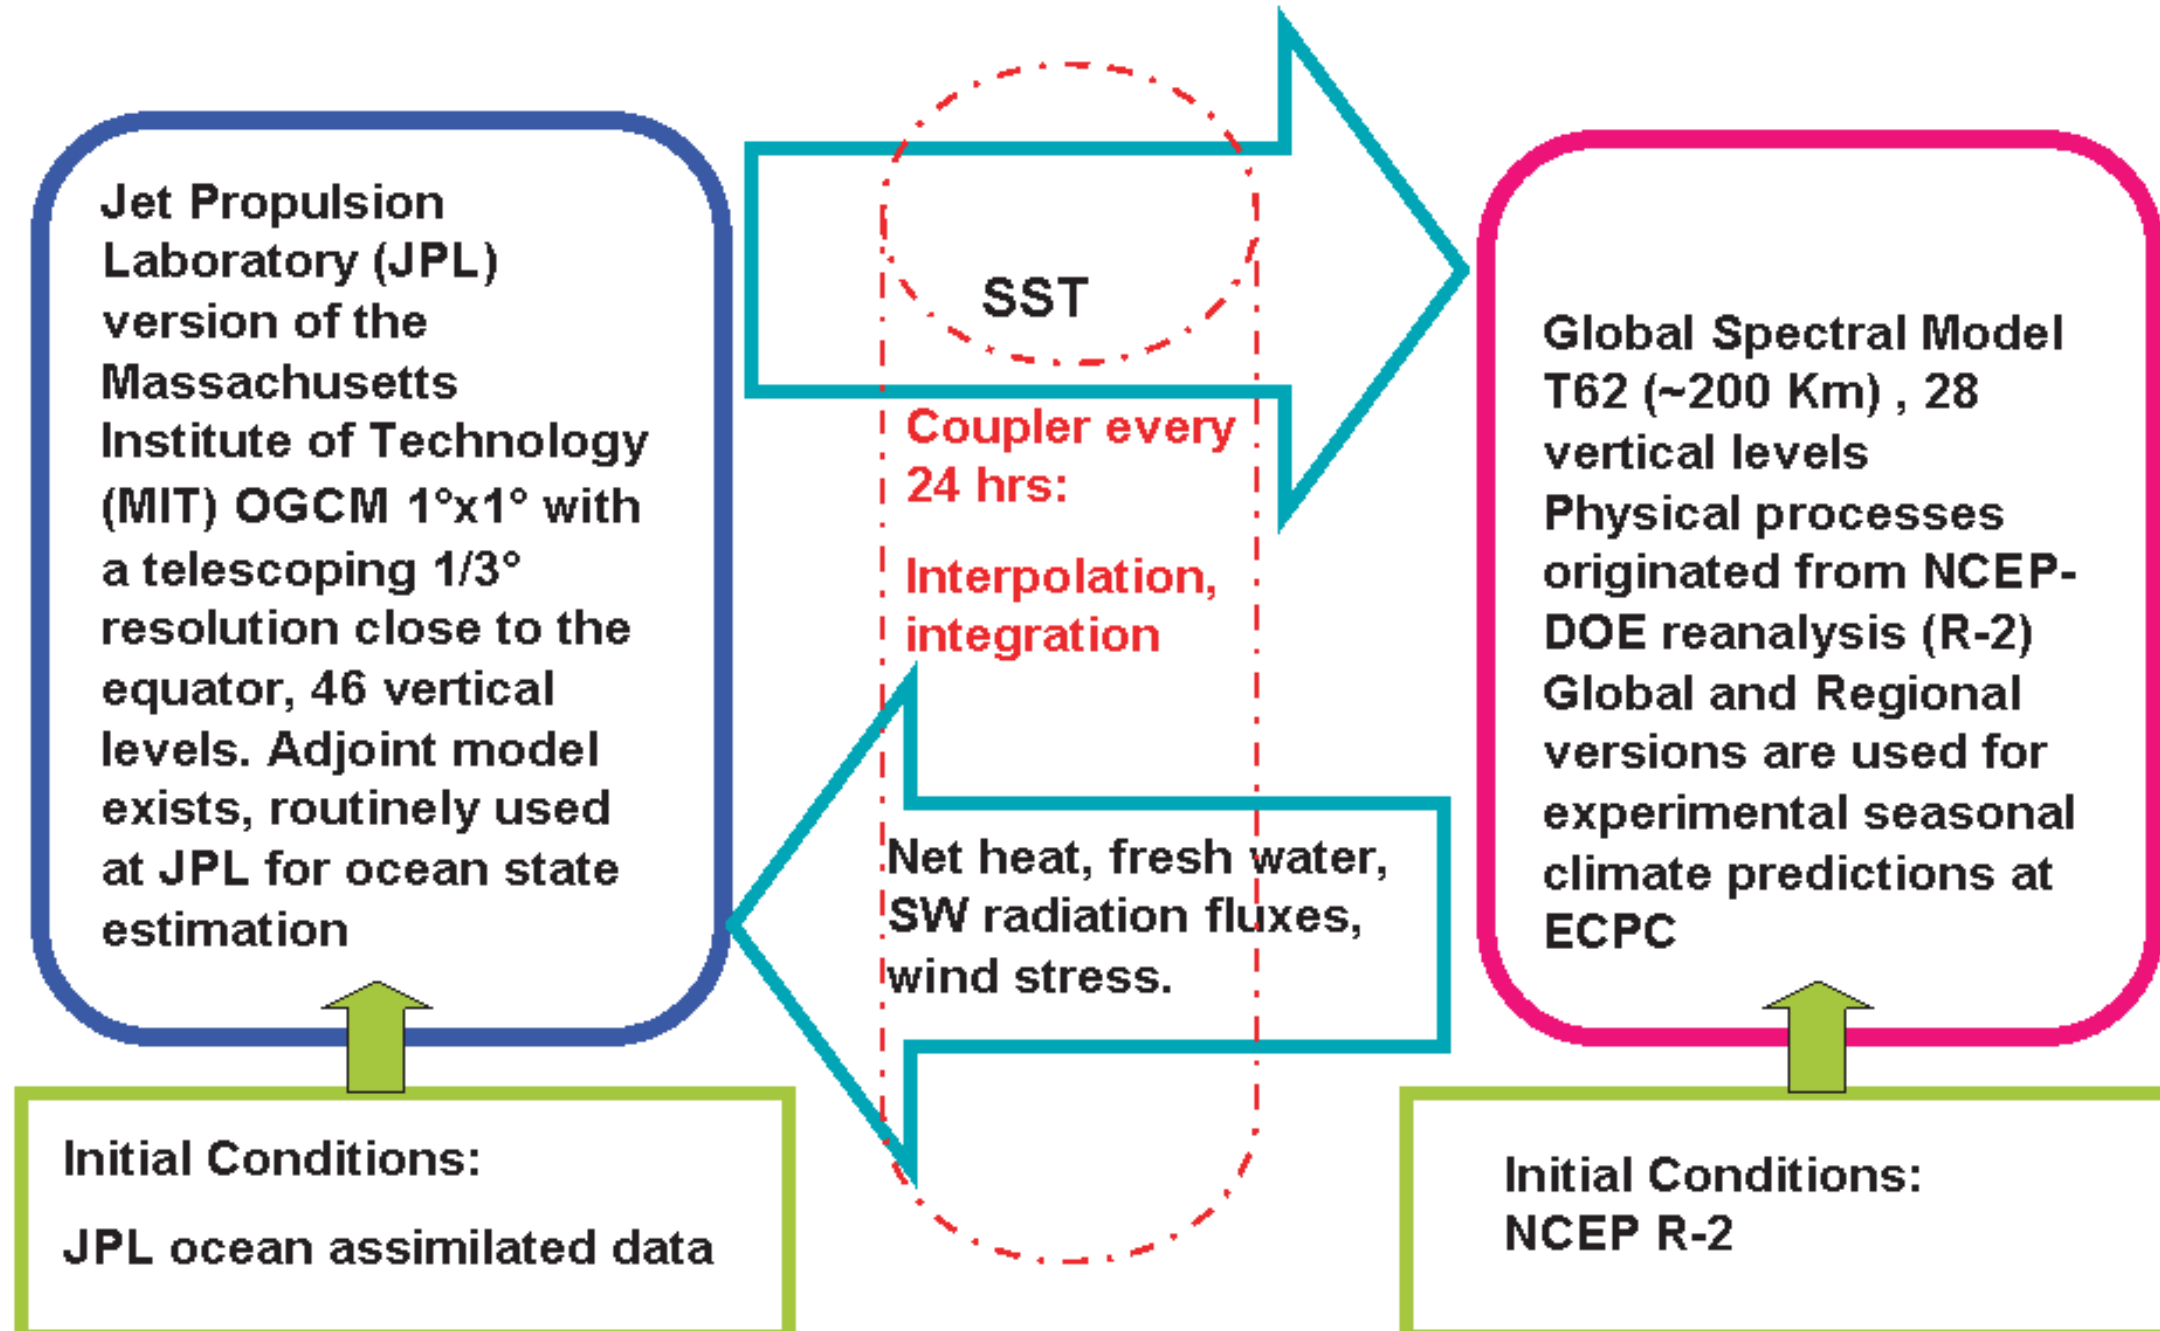 Jet Propulsion
Laboratory (JPL)
version of the
Massachusetts
Institute of Technology
(MIT) OGCM 1°x1° with
a telescoping 1/3°
resolution close to the
equator, 46 vertical
levels. Adjoint model
exists, routinely used
at JPL for ocean state
estimation
SST
Coupler every
24 hrs:
Interpolation,
integration
Net heat, fresh water,
SW radiation fluxes,
wind stress.
Global Spectral Model
T62 (~200 Km) , 28
vertical levels
Physical processes
originated from NCEP-
DOE reanalysis (R-2)
Global and Regional
versions are used for
experimental seasonal
climate predictions at
ECPC
Initial Conditions:
JPL ocean assimilated data
Initial Conditions:
NCEP R-2